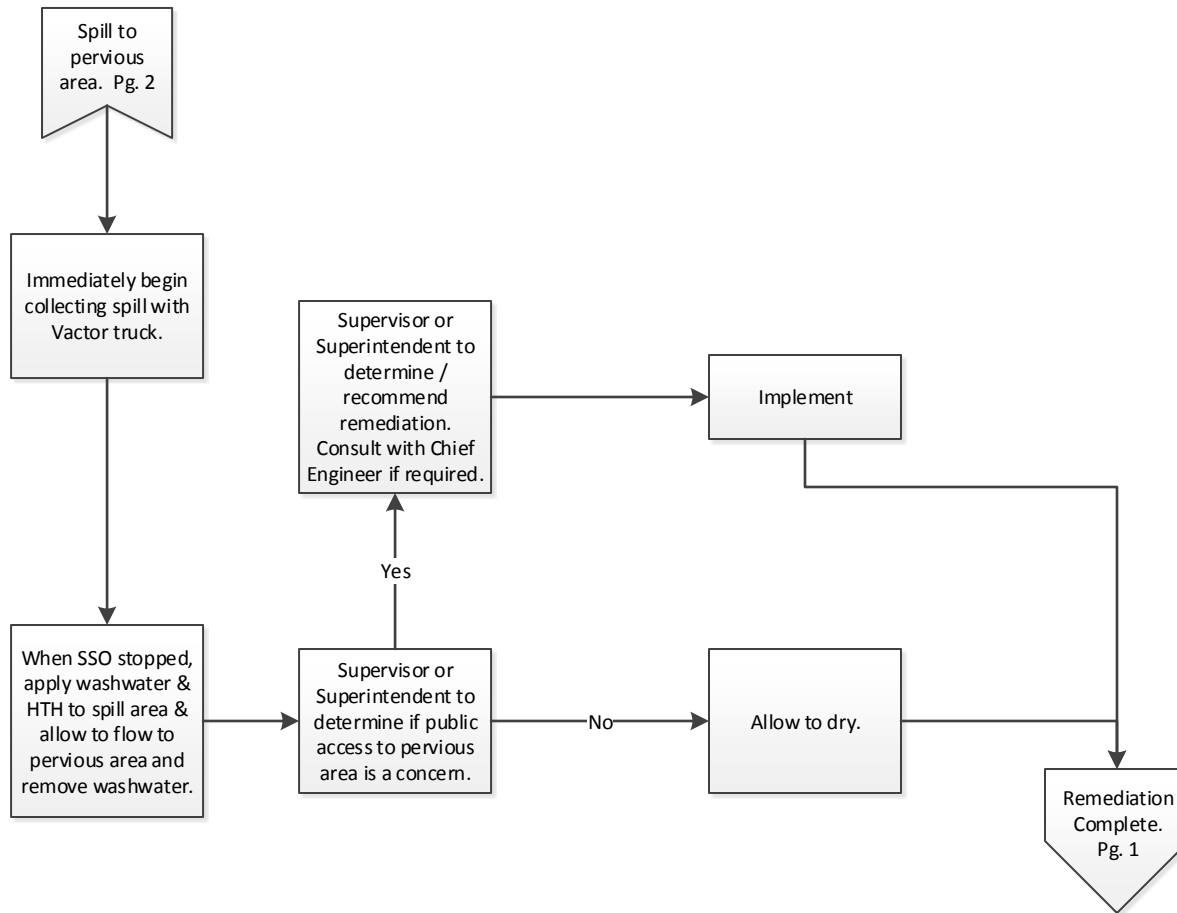 Spill to
pervious
area.  Pg. 2
Immediately begin
collecting spill with
Vactor truck.
When SSO stopped,
apply washwater &
HTH to spill area &
allow to flow to
pervious area and
remove washwater.
Supervisor or
Superintendent to
determine if public
access to pervious
area is a concern.
Yes
Supervisor or
Superintendent to
determine /
recommend
remediation.
Consult with Chief
Engineer if required.
Implement
No
Allow to dry.
Remediation
Complete.
Pg. 1